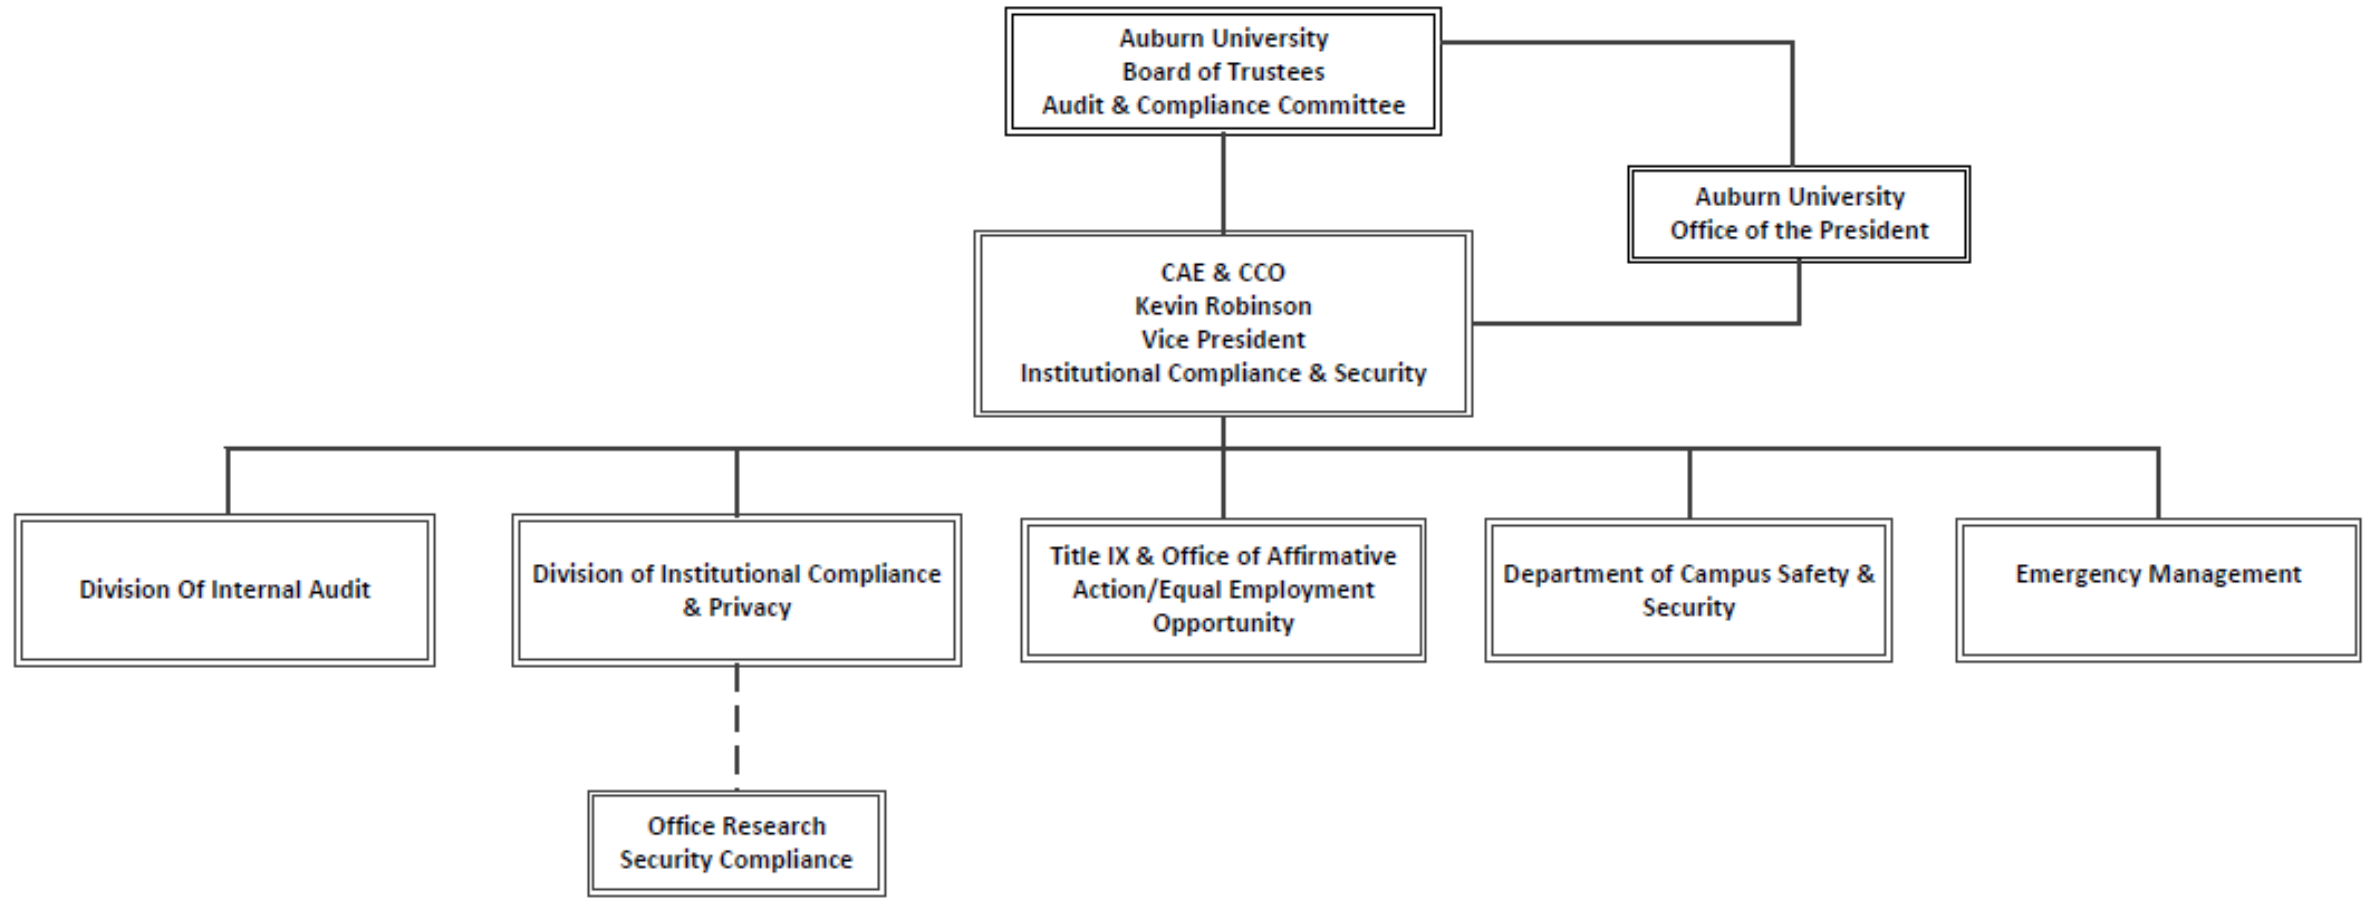 Auburn University
Board of Trustees
Audit & Compliance Committee
Auburn University
Office of the President
CAE & CCO
Kevin Robinson
Vice President
Institutional Compliance & Security
Division Of Internal Audit
Division of Institutional Compliance
& Privacy
Title IX & Office of Affirmative
Action/Equal Employment
Opportunity
Department of Campus Safety &
Security
Emergency Management
Office Research
Security Compliance